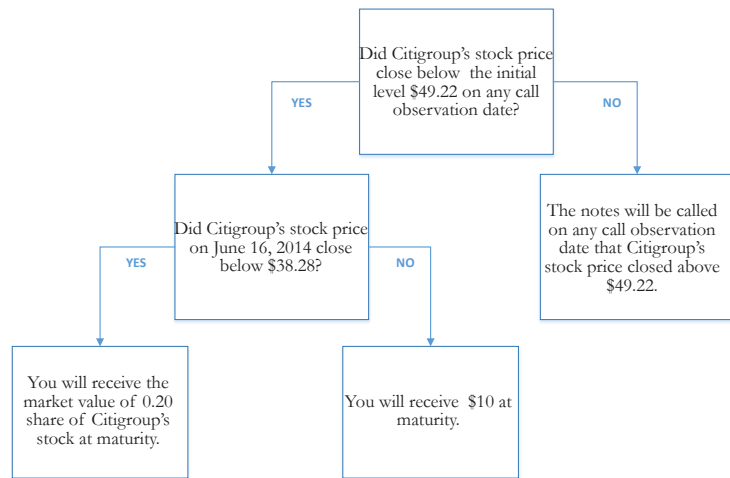 Did Citigroup's stock price
close below the initial
level $49.22 on any call
observation date?
YES
NO
Did Citigroup's stock price
on June 16, 2014 close
below $38.28?
The notes will be called
on any call observation
date that Citigroup's
stock price closed above
$49.22.
YES
NO
You will receive the
market value of 0.20
share of Citigroup's
stock at maturity.
You will receive $10 at
maturity.